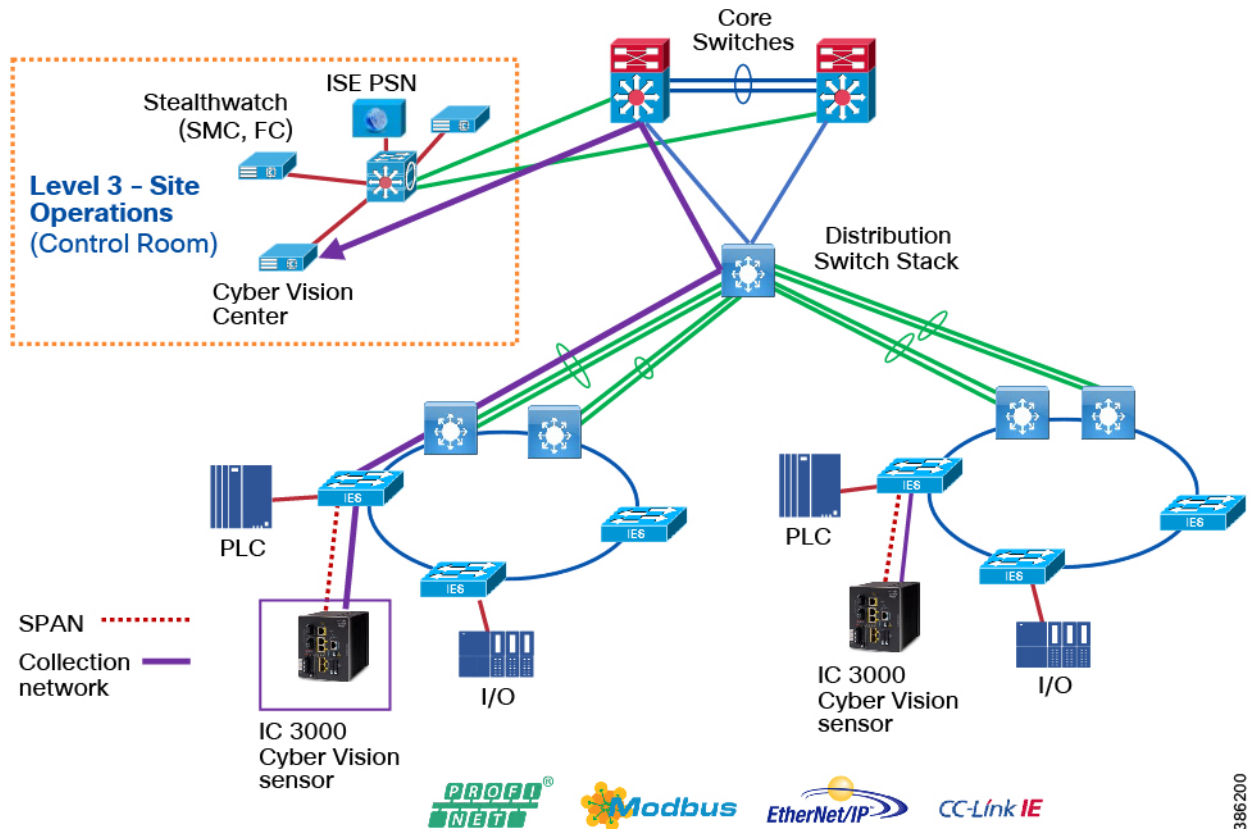 Core
Switches
ISE PSN
Stealthwatch
(SMC, FC)
Level 3 – Site
Operations
(Control Room)
Cyber Vision
Center
Distribution
Switch Stack
IES
IES
IES
PLC
IES
IES
IES
PLC
SPAN
Collection
network
I/O
I/O
IC 3000
Cyber Vision
sensor
IC 3000
Cyber Vision
sensor
PROFI
NET®
Modbus
EtherNet/IP
CC-Link IE
386200